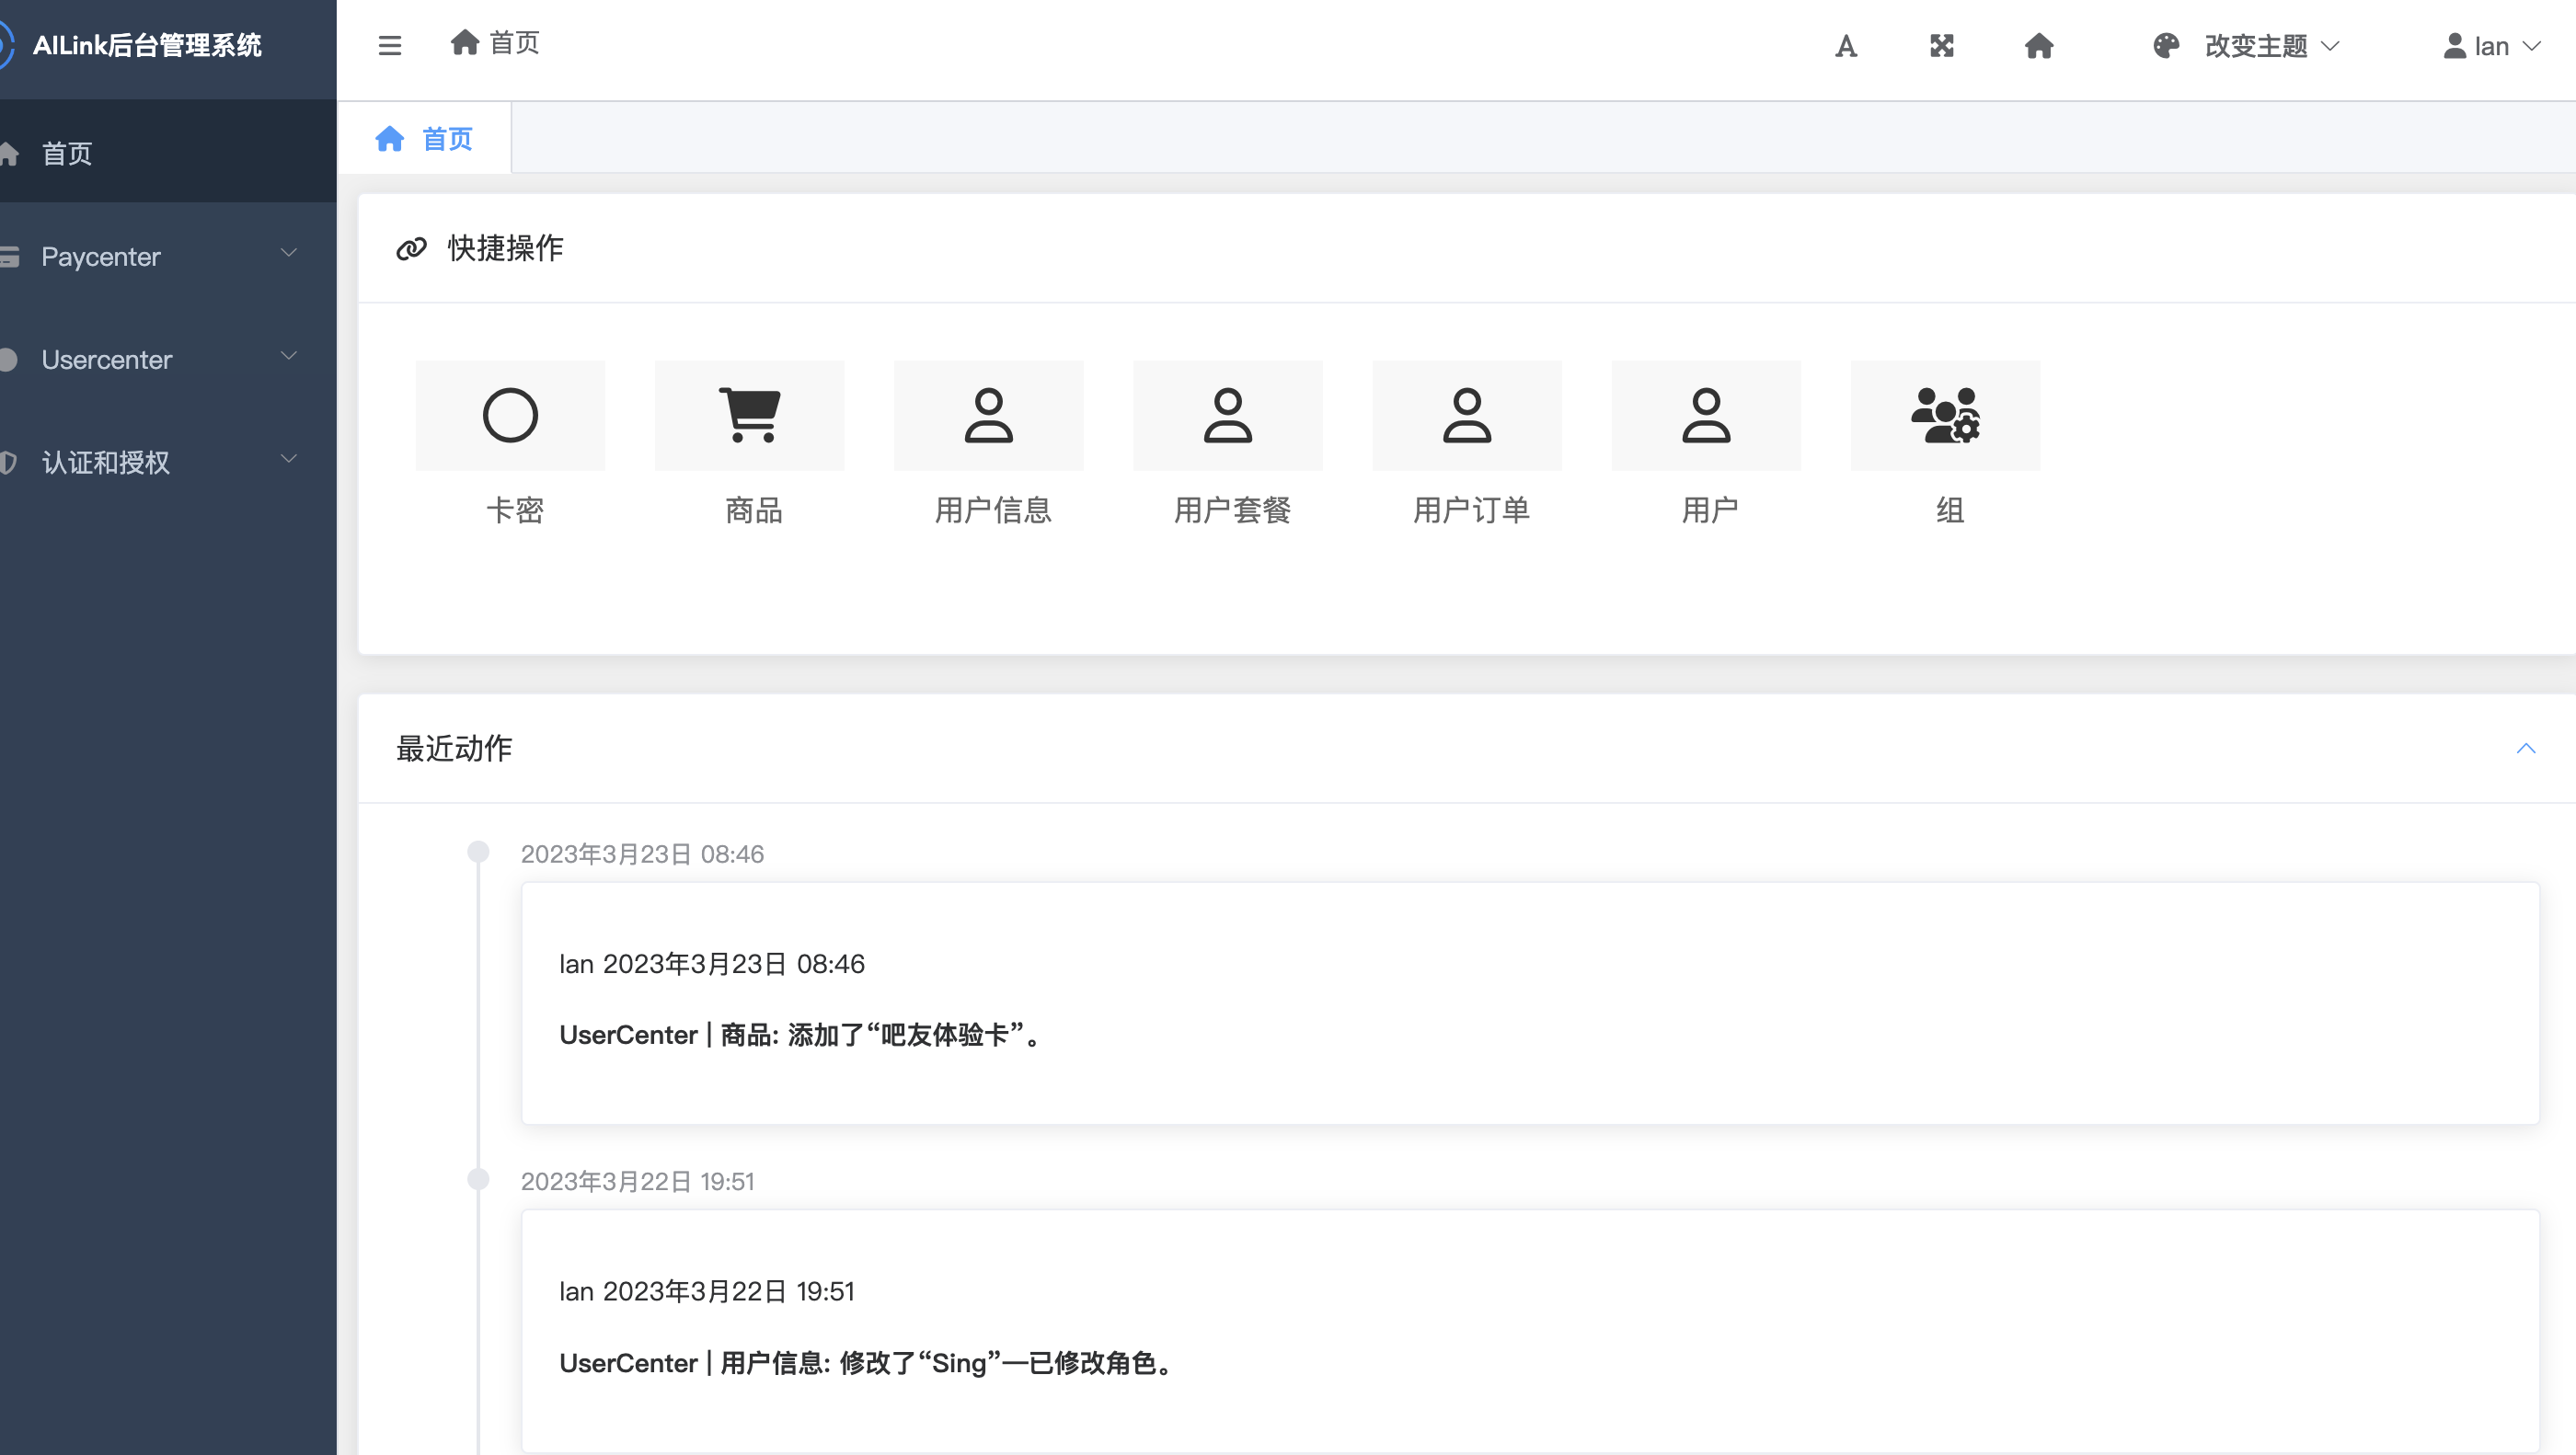 AILink后台管理系统
首页
改变主题
lan
首页
Paycenter
Usercenter
认证和授权
首页
快捷操作
卡密
商品
用户信息
用户套餐
用户订单
用户
组
最近动作
2023年3月23日 08:46
lan 2023年3月23日 08:46
UserCenter | 商品: 添加了“吧友体验卡”。
2023年3月22日 19:51
lan 2023年3月22日 19:51
UserCenter | 用户信息: 修改了“Sing”—已修改角色。